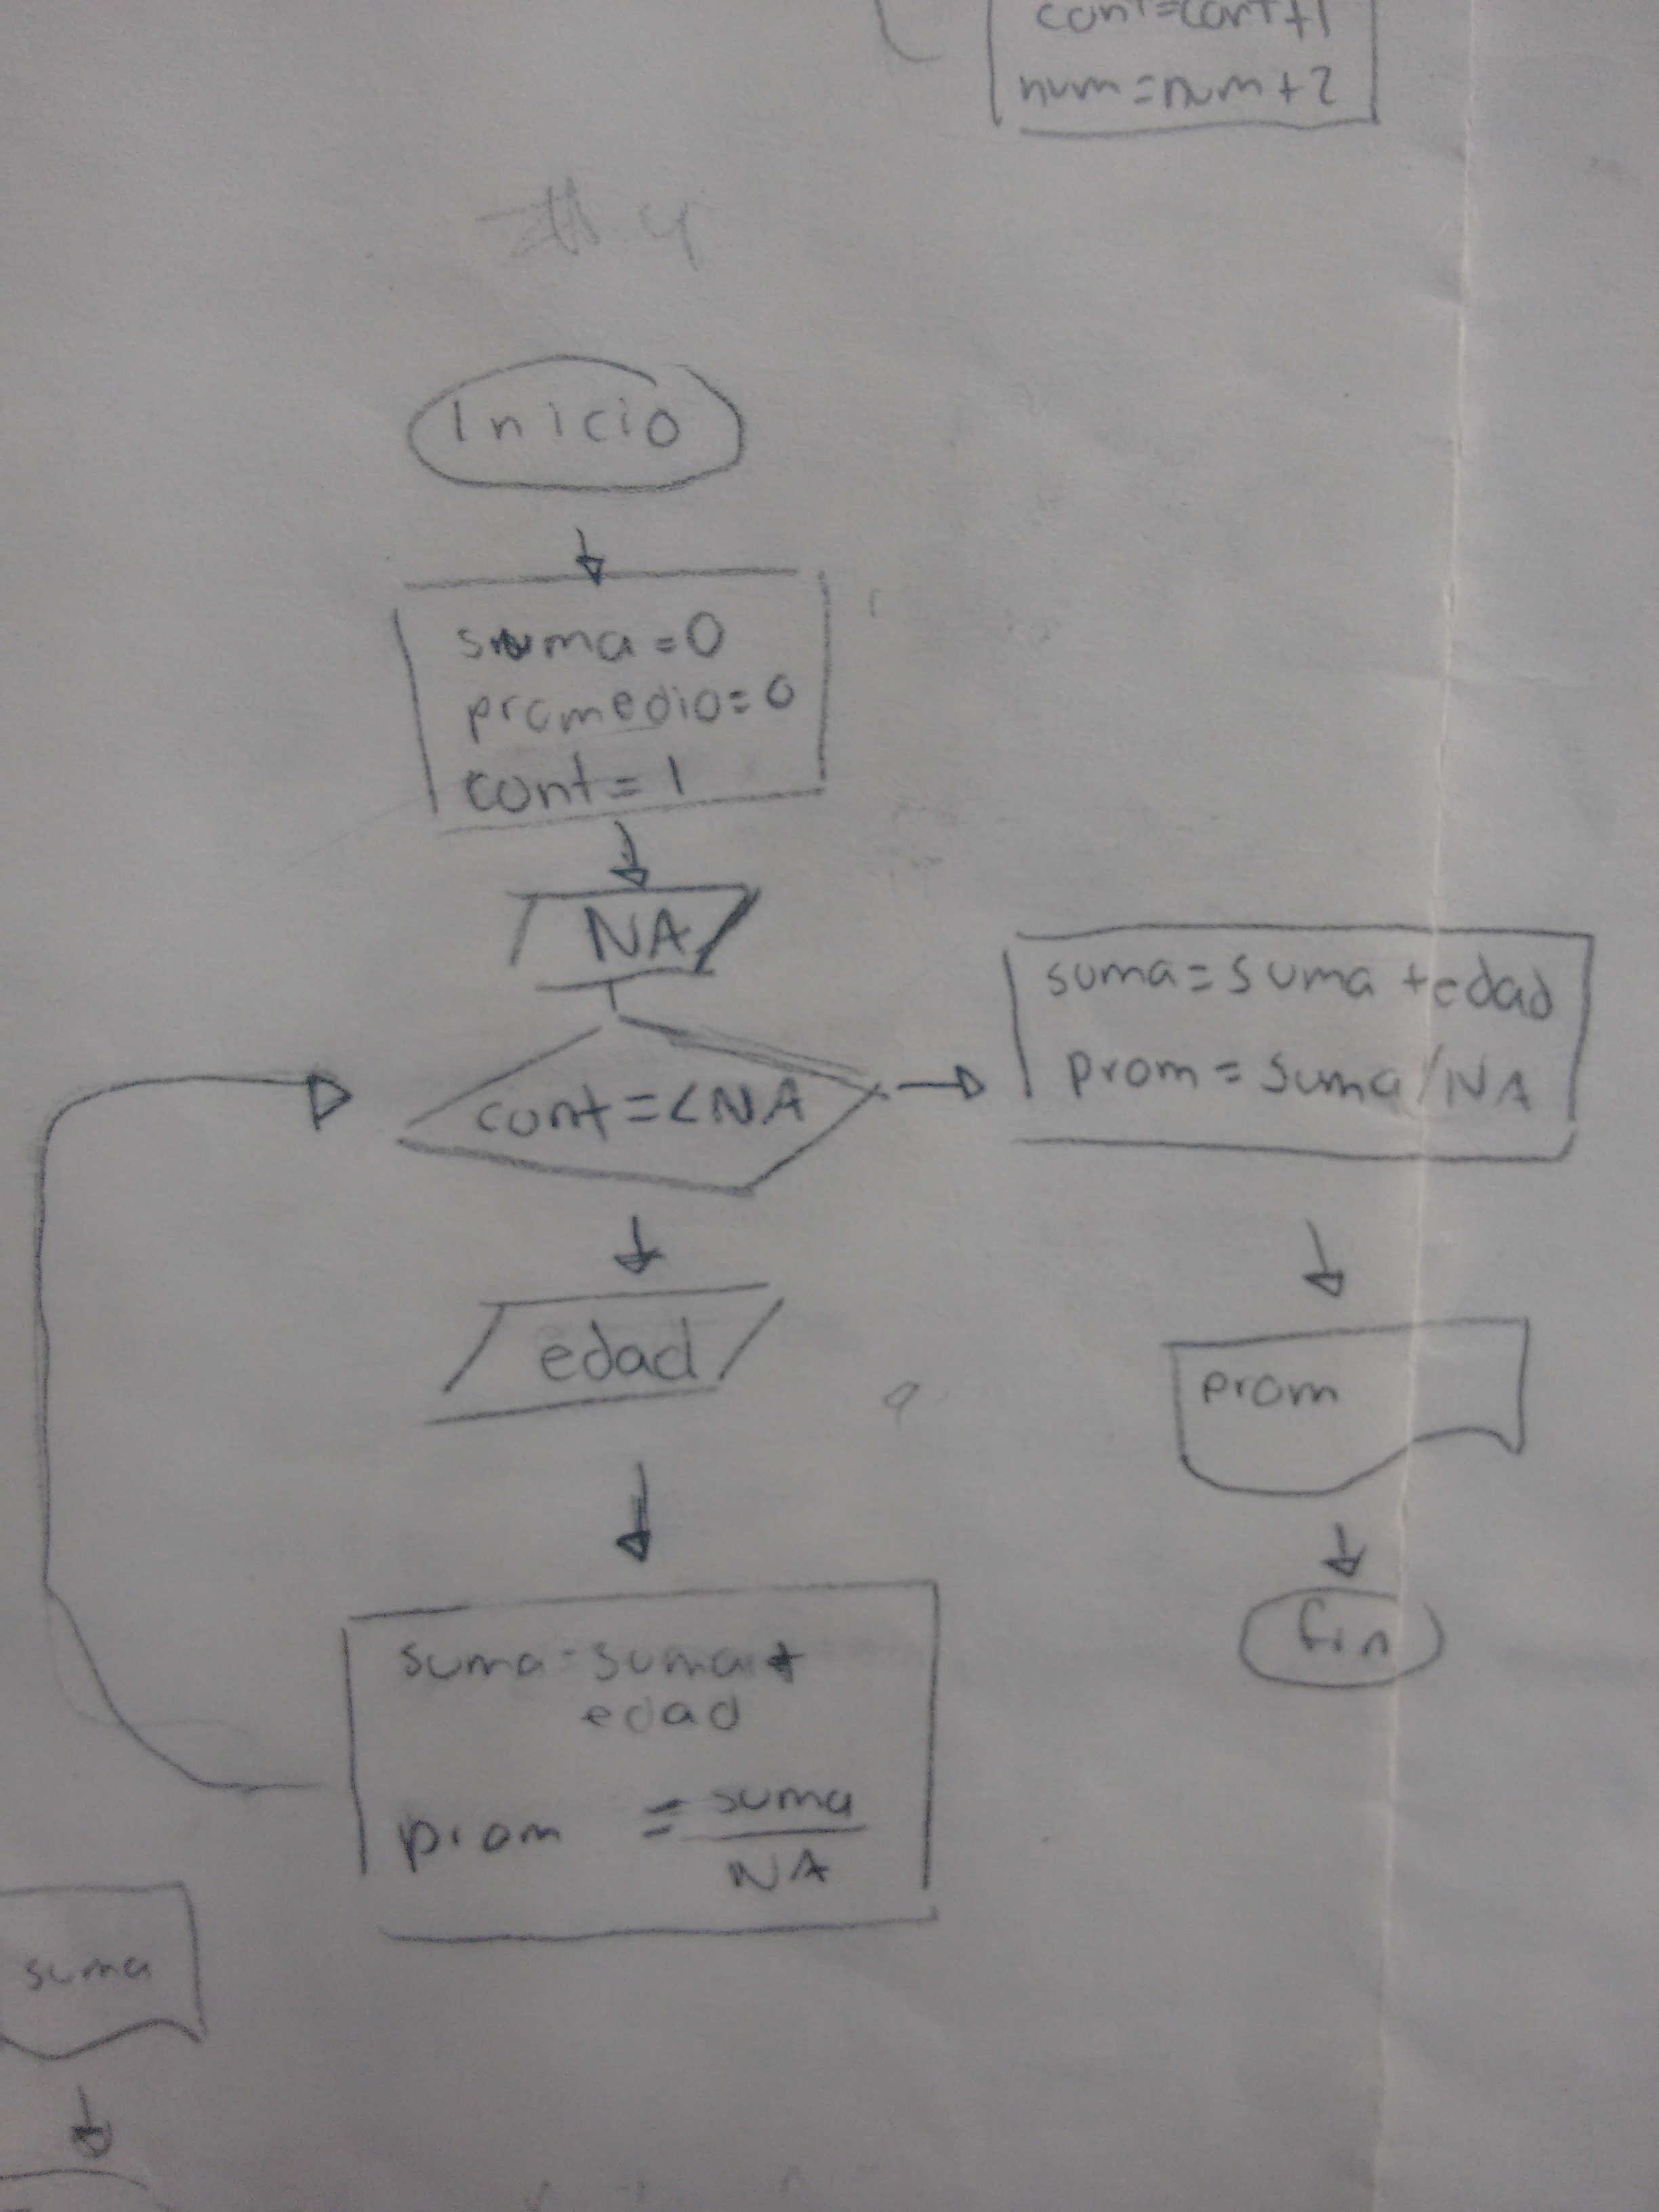 cont=cont+1
num=num+2
# 4
Inicio
suma=0
promedio=0
cont=1
NA
cont=<NA
suma=suma+edad
prom=suma/NA
edad
prom
fin
suma=suma+
edad
prom = suma
NA
suma